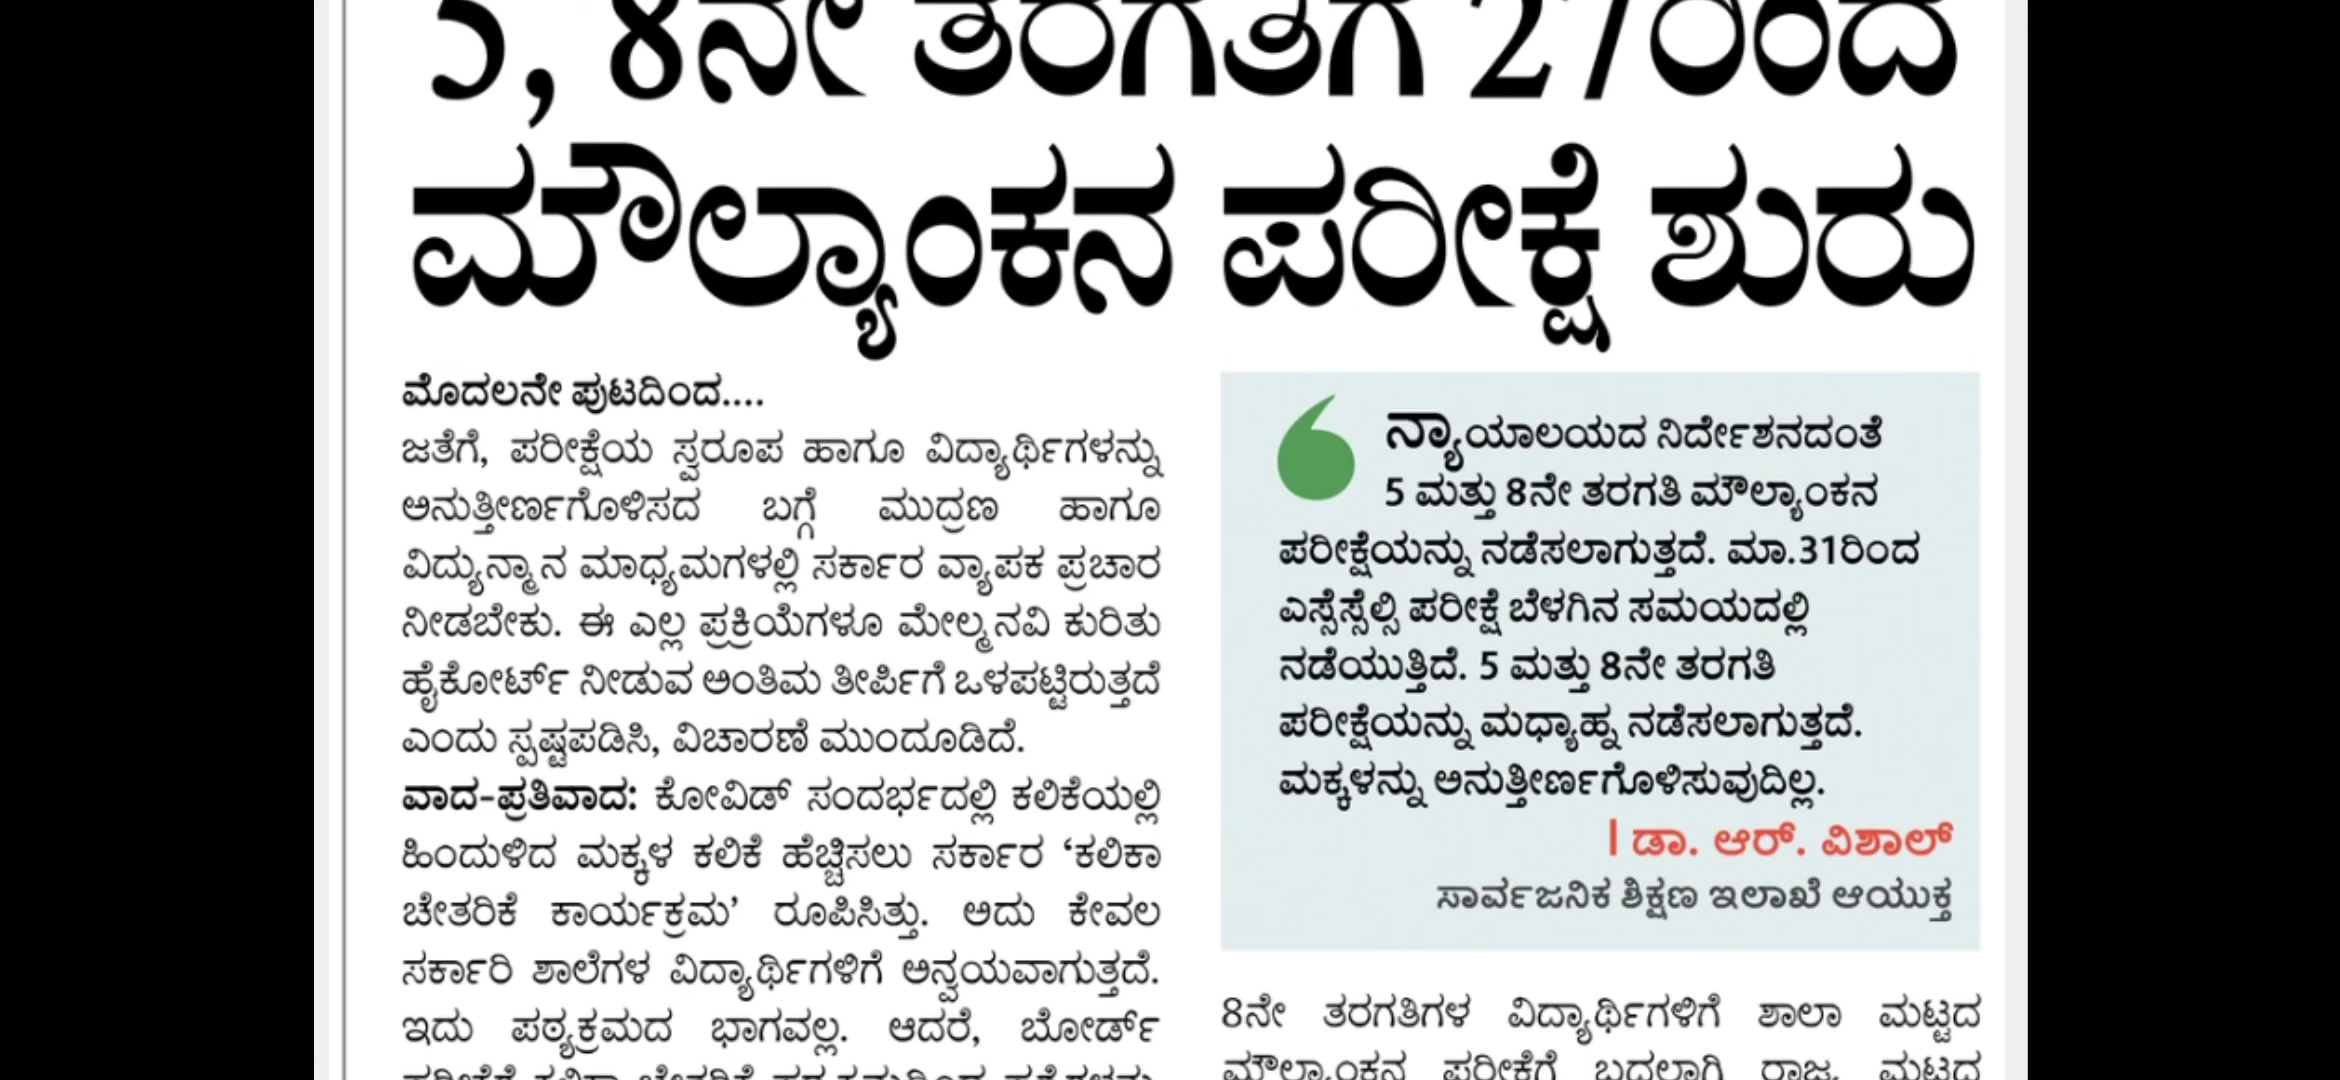 5, 8ನೇ ತರಗತಿಗೆ 27ರಿಂದ
ಮೌಲ್ಯಾಂಕನ ಪರೀಕ್ಷೆ ಶುರು
ಮೊದಲನೇ ಪುಟದಿಂದ....
ಜತೆಗೆ, ಪರೀಕ್ಷೆಯ ಸ್ವರೂಪ ಹಾಗೂ ವಿದ್ಯಾರ್ಥಿಗಳನ್ನು
ಅನುತ್ತೀರ್ಣಗೊಳಿಸದ ಬಗ್ಗೆ ಮುದ್ರಣ ಹಾಗೂ
ವಿದ್ಯುನ್ಮಾನ ಮಾಧ್ಯಮಗಳಲ್ಲಿ ಸರ್ಕಾರ ವ್ಯಾಪಕ ಪ್ರಚಾರ
ನೀಡಬೇಕು. ಈ ಎಲ್ಲ ಪ್ರಕ್ರಿಯೆಗಳೂ ಮೇಲ್ಮನವಿ ಕುರಿತು
ಹೈಕೋರ್ಟ್ ನೀಡುವ ಅಂತಿಮ ತೀರ್ಪಿಗೆ ಒಳಪಟ್ಟಿರುತ್ತದೆ
ಎಂದು ಸ್ಪಷ್ಟಪಡಿಸಿ, ವಿಚಾರಣೆ ಮುಂದೂಡಿದೆ.
ವಾದ-ಪ್ರತಿವಾದ: ಕೋವಿಡ್ ಸಂದರ್ಭದಲ್ಲಿ ಕಲಿಕೆಯಲ್ಲಿ
ಹಿಂದುಳಿದ ಮಕ್ಕಳ ಕಲಿಕೆ ಹೆಚ್ಚಿಸಲು ಸರ್ಕಾರ ‘ಕಲಿಕಾ
ಚೇತರಿಕೆ ಕಾರ್ಯಕ್ರಮ’ ರೂಪಿಸಿತ್ತು. ಅದು ಕೇವಲ
ಸರ್ಕಾರಿ ಶಾಲೆಗಳ ವಿದ್ಯಾರ್ಥಿಗಳಿಗೆ ಅನ್ವಯವಾಗುತ್ತದೆ.
ಇದು ಪಠ್ಯಕ್ರಮದ ಭಾಗವಲ್ಲ. ಆದರೆ, ಬೋರ್ಡ್
‘ನ್ಯಾಯಾಲಯದ ನಿರ್ದೇಶನದಂತೆ
5 ಮತ್ತು 8ನೇ ತರಗತಿ ಮೌಲ್ಯಾಂಕನ
ಪರೀಕ್ಷೆಯನ್ನು ನಡೆಸಲಾಗುತ್ತದೆ. ಮಾ.31ರಿಂದ
ಎಸ್ಸೆಸ್ಸೆಲ್ಸಿ ಪರೀಕ್ಷೆ ಬೆಳಗಿನ ಸಮಯದಲ್ಲಿ
ನಡೆಯುತ್ತಿದೆ. 5 ಮತ್ತು 8ನೇ ತರಗತಿ
ಪರೀಕ್ಷೆಯನ್ನು ಮಧ್ಯಾಹ್ನ ನಡೆಸಲಾಗುತ್ತದೆ.
ಮಕ್ಕಳನ್ನು ಅನುತ್ತೀರ್ಣಗೊಳಿಸುವುದಿಲ್ಲ.
| ಡಾ. ಆರ್. ವಿಶಾಲ್
ಸಾರ್ವಜನಿಕ ಶಿಕ್ಷಣ ಇಲಾಖೆ ಆಯುಕ್ತ
8ನೇ ತರಗತಿಗಳ ವಿದ್ಯಾರ್ಥಿಗಳಿಗೆ ಶಾಲಾ ಮಟ್ಟದ
ಮೌಲ್ಯಾಂಕನ ಪರೀಕ್ಷೆಗೆ ಬದಲಾಗಿ ರಾಜ್ಯ ಮಟ್ಟದ